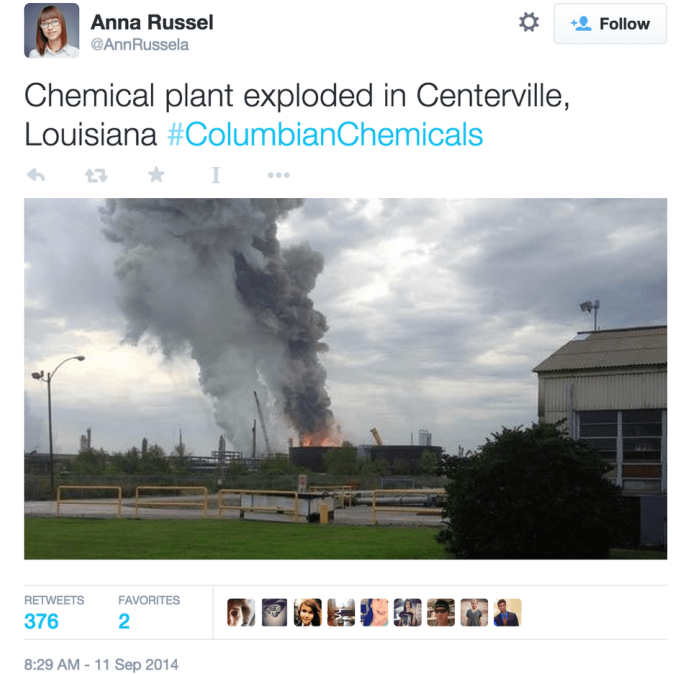 Anna Russel
@AnnRussela
Follow
Chemical plant exploded in Centerville,
Louisiana #ColumbianChemicals
RETWEETS
FAVORITES
376
2
8:29 AM - 11 Sep 2014